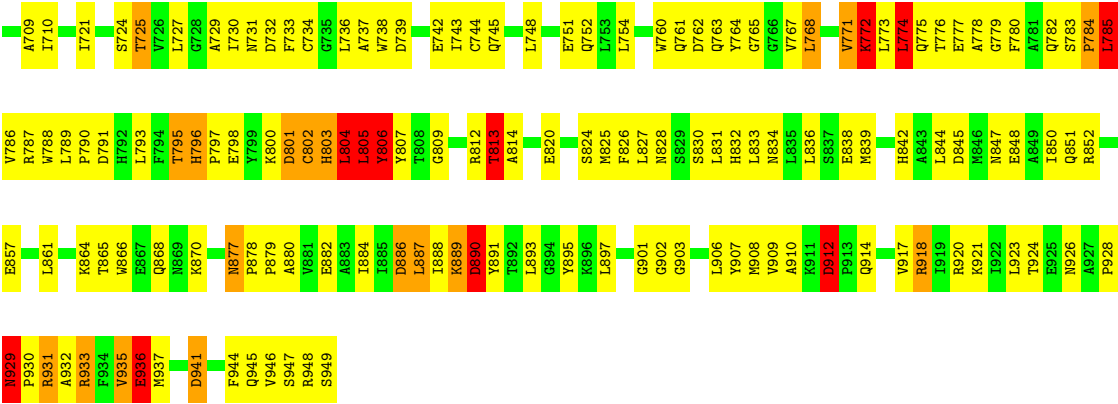 A709 I710 I721 S724 T725 V726 L727 G728 A729 I730 N731 D732 F733 C734 G735 L736 A737 W738 D739 E742 I743 C744 Q745 L748 E751 Q752 L753 L754 W760 Q761 D762 Q763 Y764 G765 G766 V767 L768 V771 K772 L773 L774 Q775 T776 E777 A778 G779 F780 A781 Q782 S783 P784 L785
V786 R787 W788 L789 P790 D791 H792 L793 F794 T795 H796 P797 E798 Y799 K800 D801 C802 H803 L804 L805 Y806 Y807 T808 G809 R812 T813 A814 E820 S824 M825 F826 L827 N828 S829 S830 L831 H832 L833 N834 L835 L836 S837 E838 M839 H842 A843 L844 D845 M846 N847 E848 A849 I850 Q851 R852
E857 L861 K864 T865 W866 E867 Q868 N869 K870 N877 P878 P879 A880 V881 E882 A883 I884 I885 D886 L887 I888 K889 D890 Y891 T892 L893 G894 Y895 K896 L897 G901 G902 G903 L906 Y907 M908 V909 A910 K911 D912 P913 Q914 V917 R918 I919 R920 K921 I922 L923 T924 E925 N926 A927 P928
N929 P930 R931 A932 R933 F934 V935 E936 M937 D941 F944 Q945 V946 S947 R948 S949